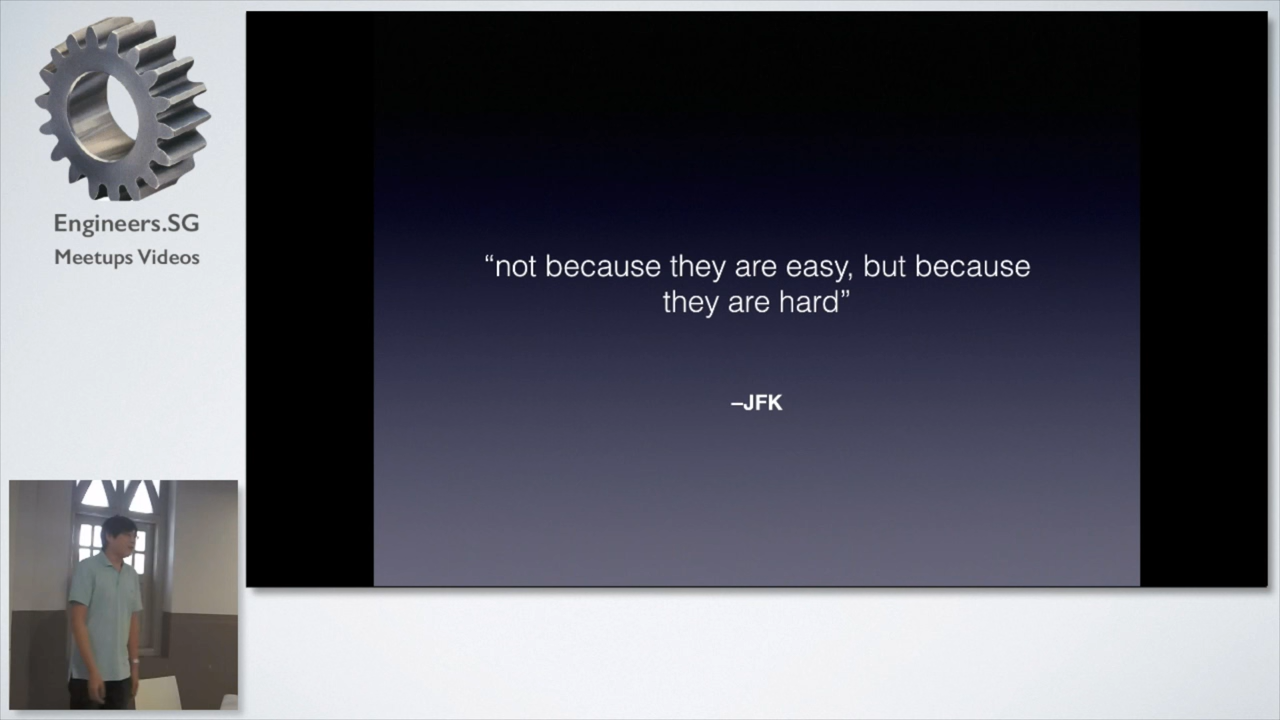 Engineers.SG
Meetups Videos
“not because they are easy, but because
they are hard”
–JFK